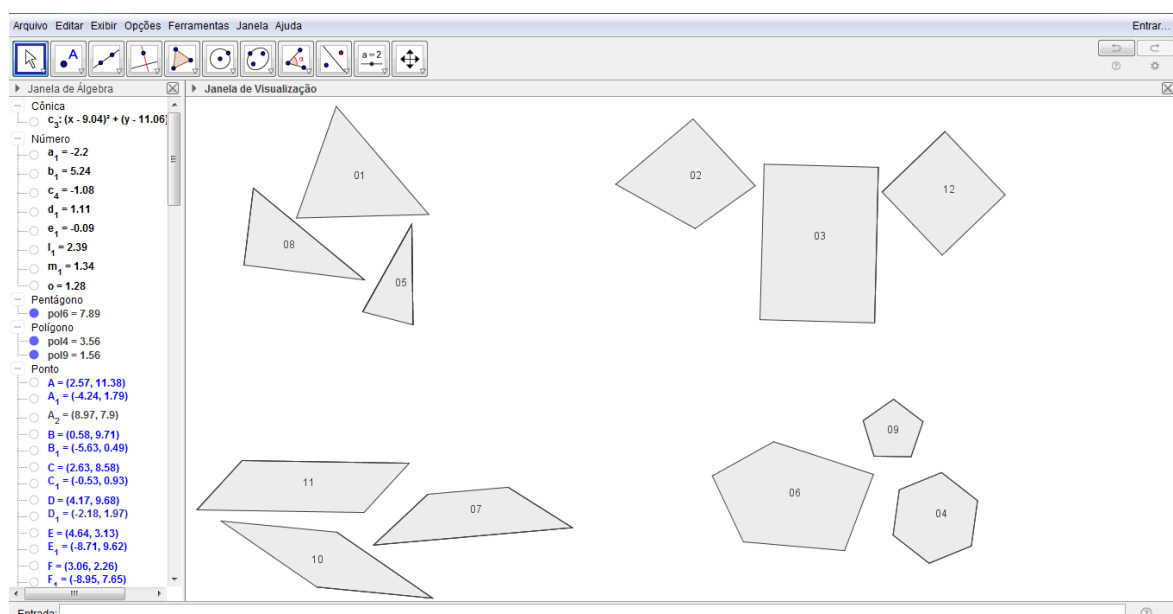 Arquivo Editar Exibir Opções Ferramentas Janela Ajuda Entrar...
A α a=2
Janela de Álgebra
Janela de Visualização
Cônica
c₃: (x - 9.04)² + (y - 11.06)
Número
a₁ = -2.2
b₁ = 5.24
c₄ = -1.08
d₁ = 1.11
e₁ = -0.09
l₁ = 2.39
m₁ = 1.34
o = 1.28
Pentágono
pol6 = 7.89
Polígono
pol4 = 3.56
pol9 = 1.56
Ponto
A = (2.57, 11.38)
A₁ = (-4.24, 1.79)
A₂ = (8.97, 7.9)
B = (0.58, 9.71)
B₁ = (-5.63, 0.49)
C = (2.63, 8.58)
C₁ = (-0.53, 0.93)
D = (4.17, 9.68)
D₁ = (-2.18, 1.97)
E = (4.64, 3.13)
E₁ = (-8.71, 9.62)
F = (3.06, 2.26)
F₁ = (-8.95, 7.65)
01
08
05
02
03
12
11
07
10
09
06
04
Entrada: